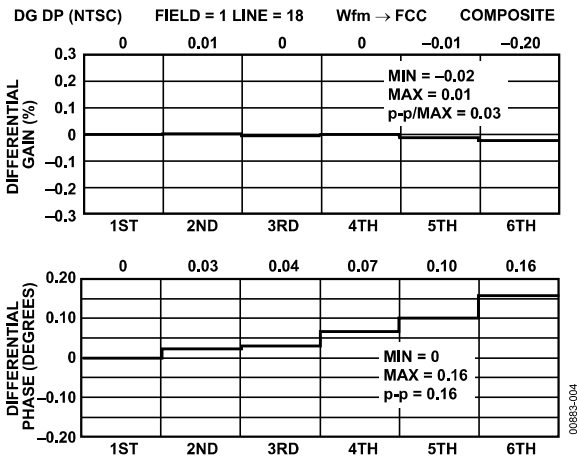 DG DP (NTSC) FIELD = 1 LINE = 18 Wfm → FCC COMPOSITE
0 0.01 0 0 –0.01 –0.20
0.3
0.2
0.1
0
–0.1
–0.2
–0.3
DIFFERENTIAL
GAIN (%)
MIN = –0.02
MAX = 0.01
p-p/MAX = 0.03
1ST 2ND 3RD 4TH 5TH 6TH
0 0.03 0.04 0.07 0.10 0.16
0.20
0.10
0
–0.10
–0.20
DIFFERENTIAL
PHASE (DEGREES)
MIN = 0
MAX = 0.16
p-p = 0.16
1ST 2ND 3RD 4TH 5TH 6TH
00883-004